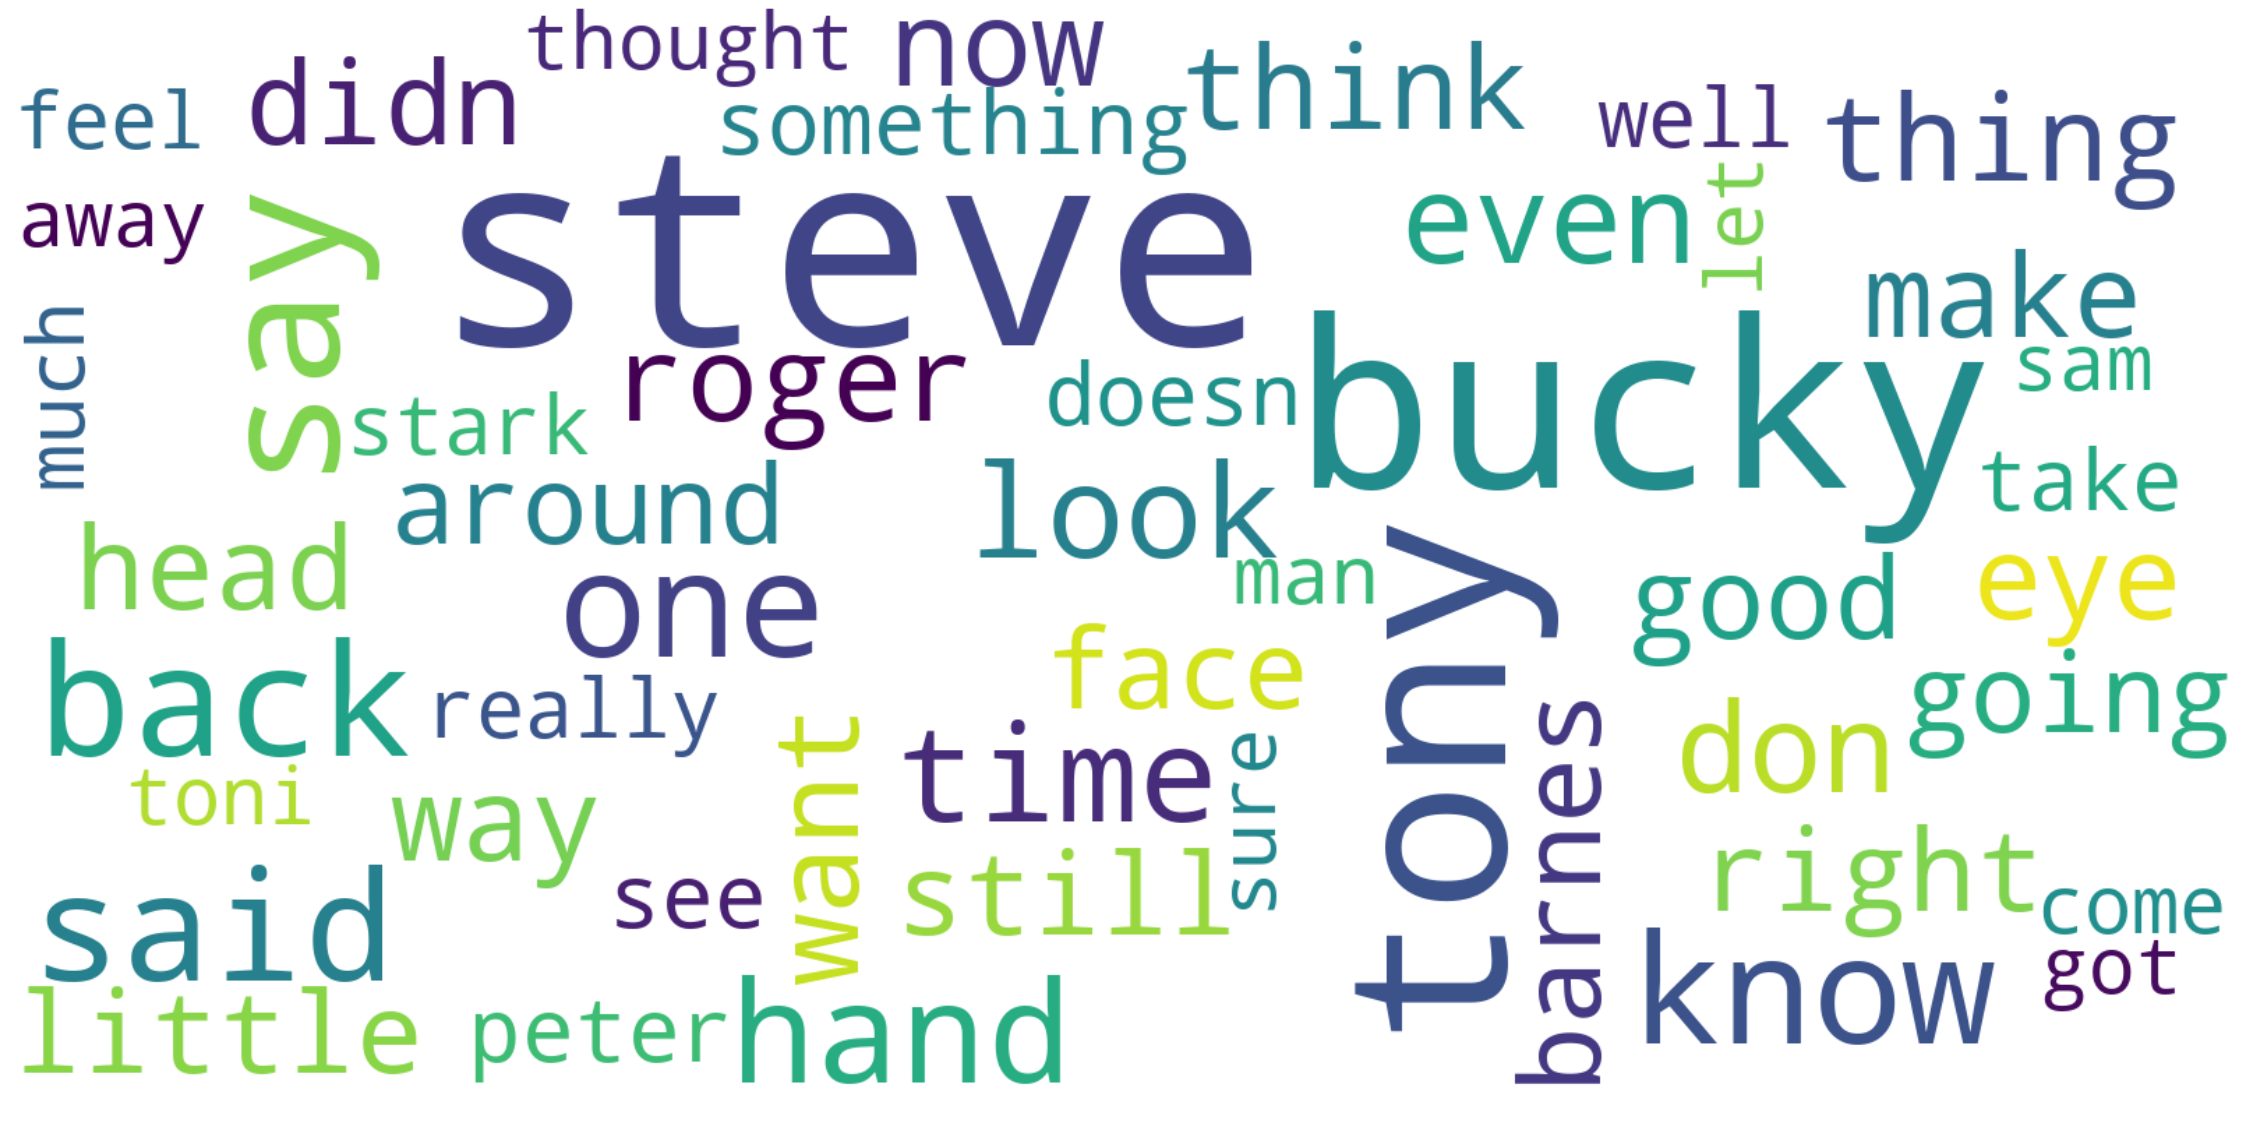 thought
now
think
something
feel
didn
well
thing
let
away
say
steve
even
make
much
roger
bucky
sam
stark
doesn
around
look
take
head
one
man
tony
good
eye
back
really
face
going
toni
way
want
time
sure
barnes
don
right
said
see
still
come
got
know
little
peter
hand